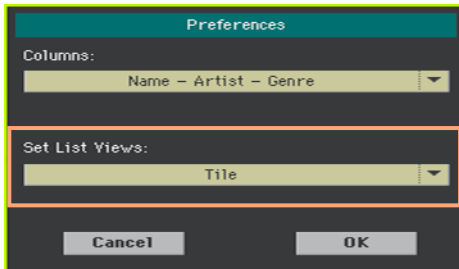 Preferences
Columns:
Name – Artist – Genre
Set List Views:
Tile
Cancel OK